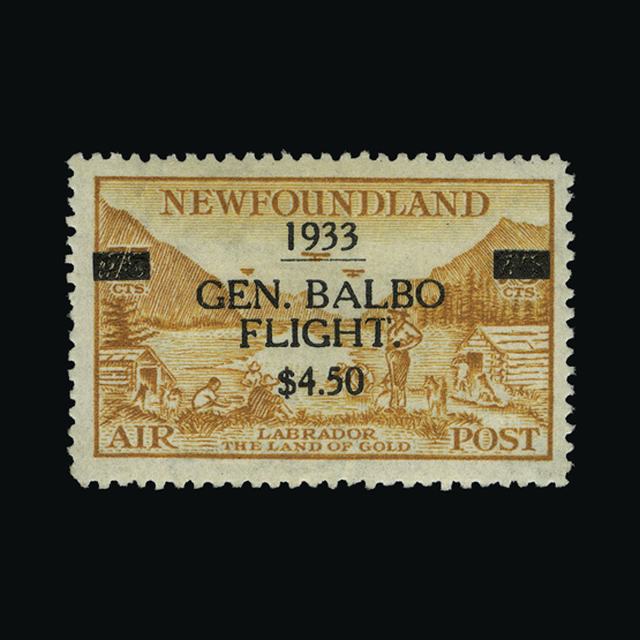 NEWFOUNDLAND
1933
GEN. BALBO
FLIGHT.
$4.50
CTS.
CTS.
AIR
LABRADOR
THE LAND OF GOLD
POST